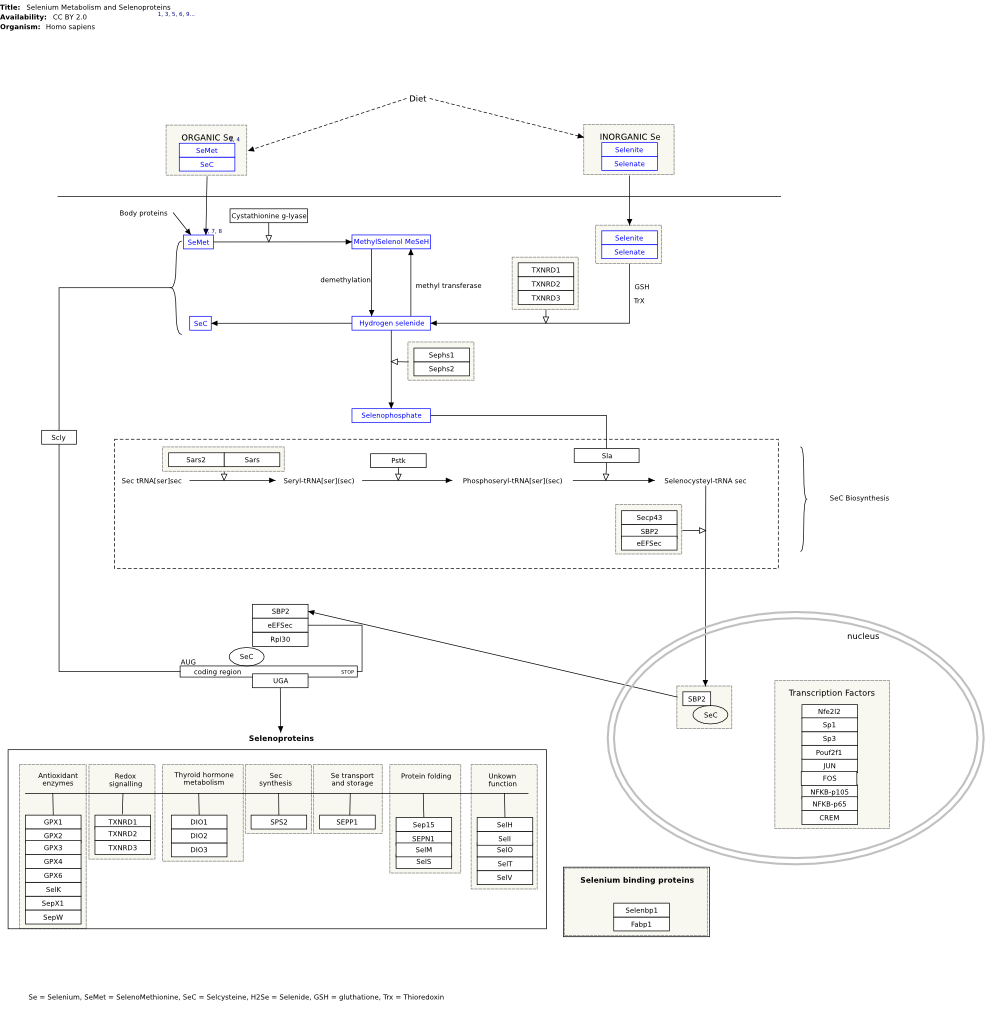 Title: Selenium Metabolism and Selenoproteins
Availability: CC BY 2.0
1, 3, 5, 6, 9...
Organism: Homo sapiens
Diet
ORGANIC Se
4
SeMet
SeC
INORGANIC Se
Selenite
Selenate
Body proteins
Cystathionine g-lyase
SeMet
7, 8
MethylSelenol MeSeH
Selenite
Selenate
TXNRD1
TXNRD2
TXNRD3
GSH
TrX
demethylation
methyl transferase
SeC
Hydrogen selenide
Sephs1
Sephs2
Selenophosphate
Scly
Sars2
Sars
Pstk
Sla
Sec tRNA[ser]sec
Seryl-tRNA[ser](sec)
Phosphoseryl-tRNA[ser](sec)
Selenocysteyl-tRNA sec
SeC Biosynthesis
Secp43
SBP2
eEFSec
SBP2
eEFSec
Rpl30
SeC
AUG
coding region
STOP
UGA
nucleus
SBP2
SeC
Transcription Factors
Nfe2l2
Sp1
Sp3
Pouf2f1
JUN
FOS
NFKB-p105
NFKB-p65
CREM
Selenoproteins
Antioxidant
enzymes
GPX1
GPX2
GPX3
GPX4
GPX6
SelK
SepX1
SepW
Redox
signalling
TXNRD1
TXNRD2
TXNRD3
Thyroid hormone
metabolism
DIO1
DIO2
DIO3
Sec
synthesis
SPS2
Se transport
and storage
SEPP1
Protein folding
Sep15
SEPN1
SelM
SelS
Unkown
function
SelH
SelI
SelO
SelT
SelV
Selenium binding proteins
Selenbp1
Fabp1
Se = Selenium, SeMet = SelenoMethionine, SeC = Selcysteine, H2Se = Selenide, GSH = gluthatione, Trx = Thioredoxin